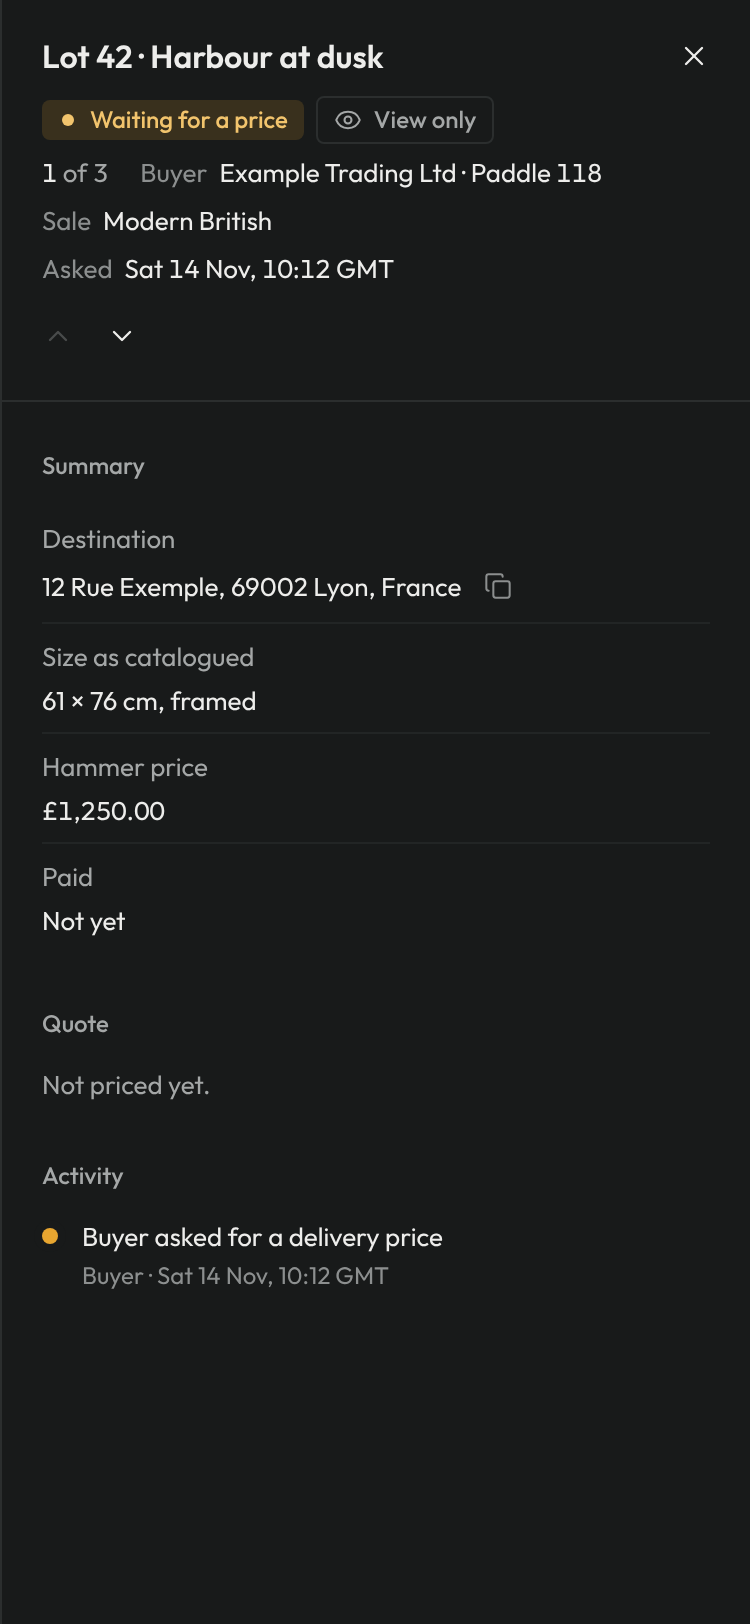 Lot 42 · Harbour at dusk
Waiting for a price
View only
1 of 3 Buyer Example Trading Ltd · Paddle 118
Sale Modern British
Asked Sat 14 Nov, 10:12 GMT
Summary
Destination
12 Rue Exemple, 69002 Lyon, France
Size as catalogued
61 × 76 cm, framed
Hammer price
£1,250.00
Paid
Not yet
Quote
Not priced yet.
Activity
Buyer asked for a delivery price
Buyer · Sat 14 Nov, 10:12 GMT